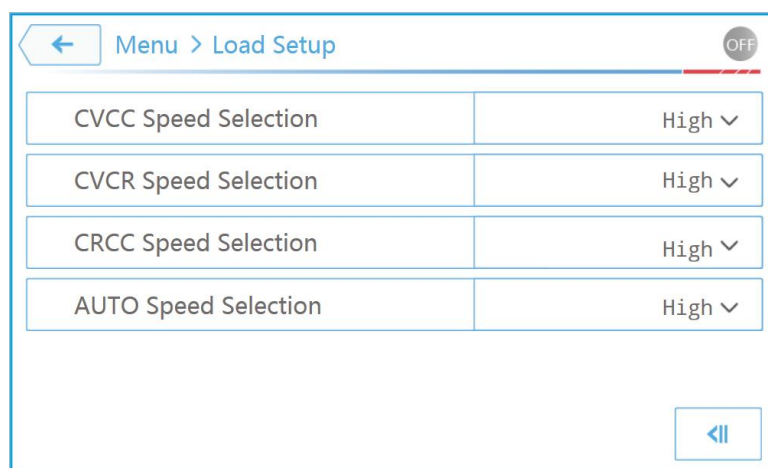 Menu > Load Setup
OFF
CVCC Speed Selection High
CVCR Speed Selection High
CRCC Speed Selection High
AUTO Speed Selection High